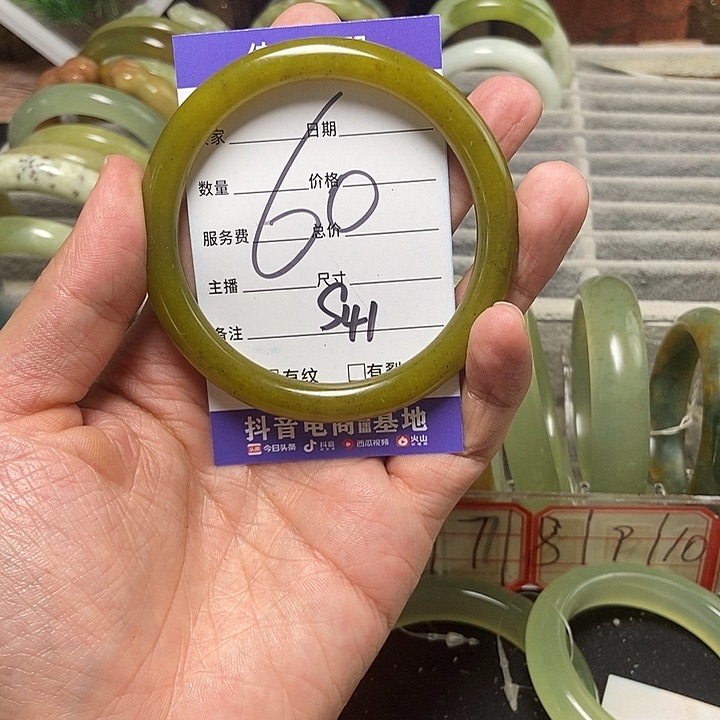 家 日期
数量 价格
60
服务费 总价
主播 尺寸
S41
备注
有纹 有裂
抖音电商 基地
头条 今日头条 抖音 西瓜视频 火山
7 8 9 10